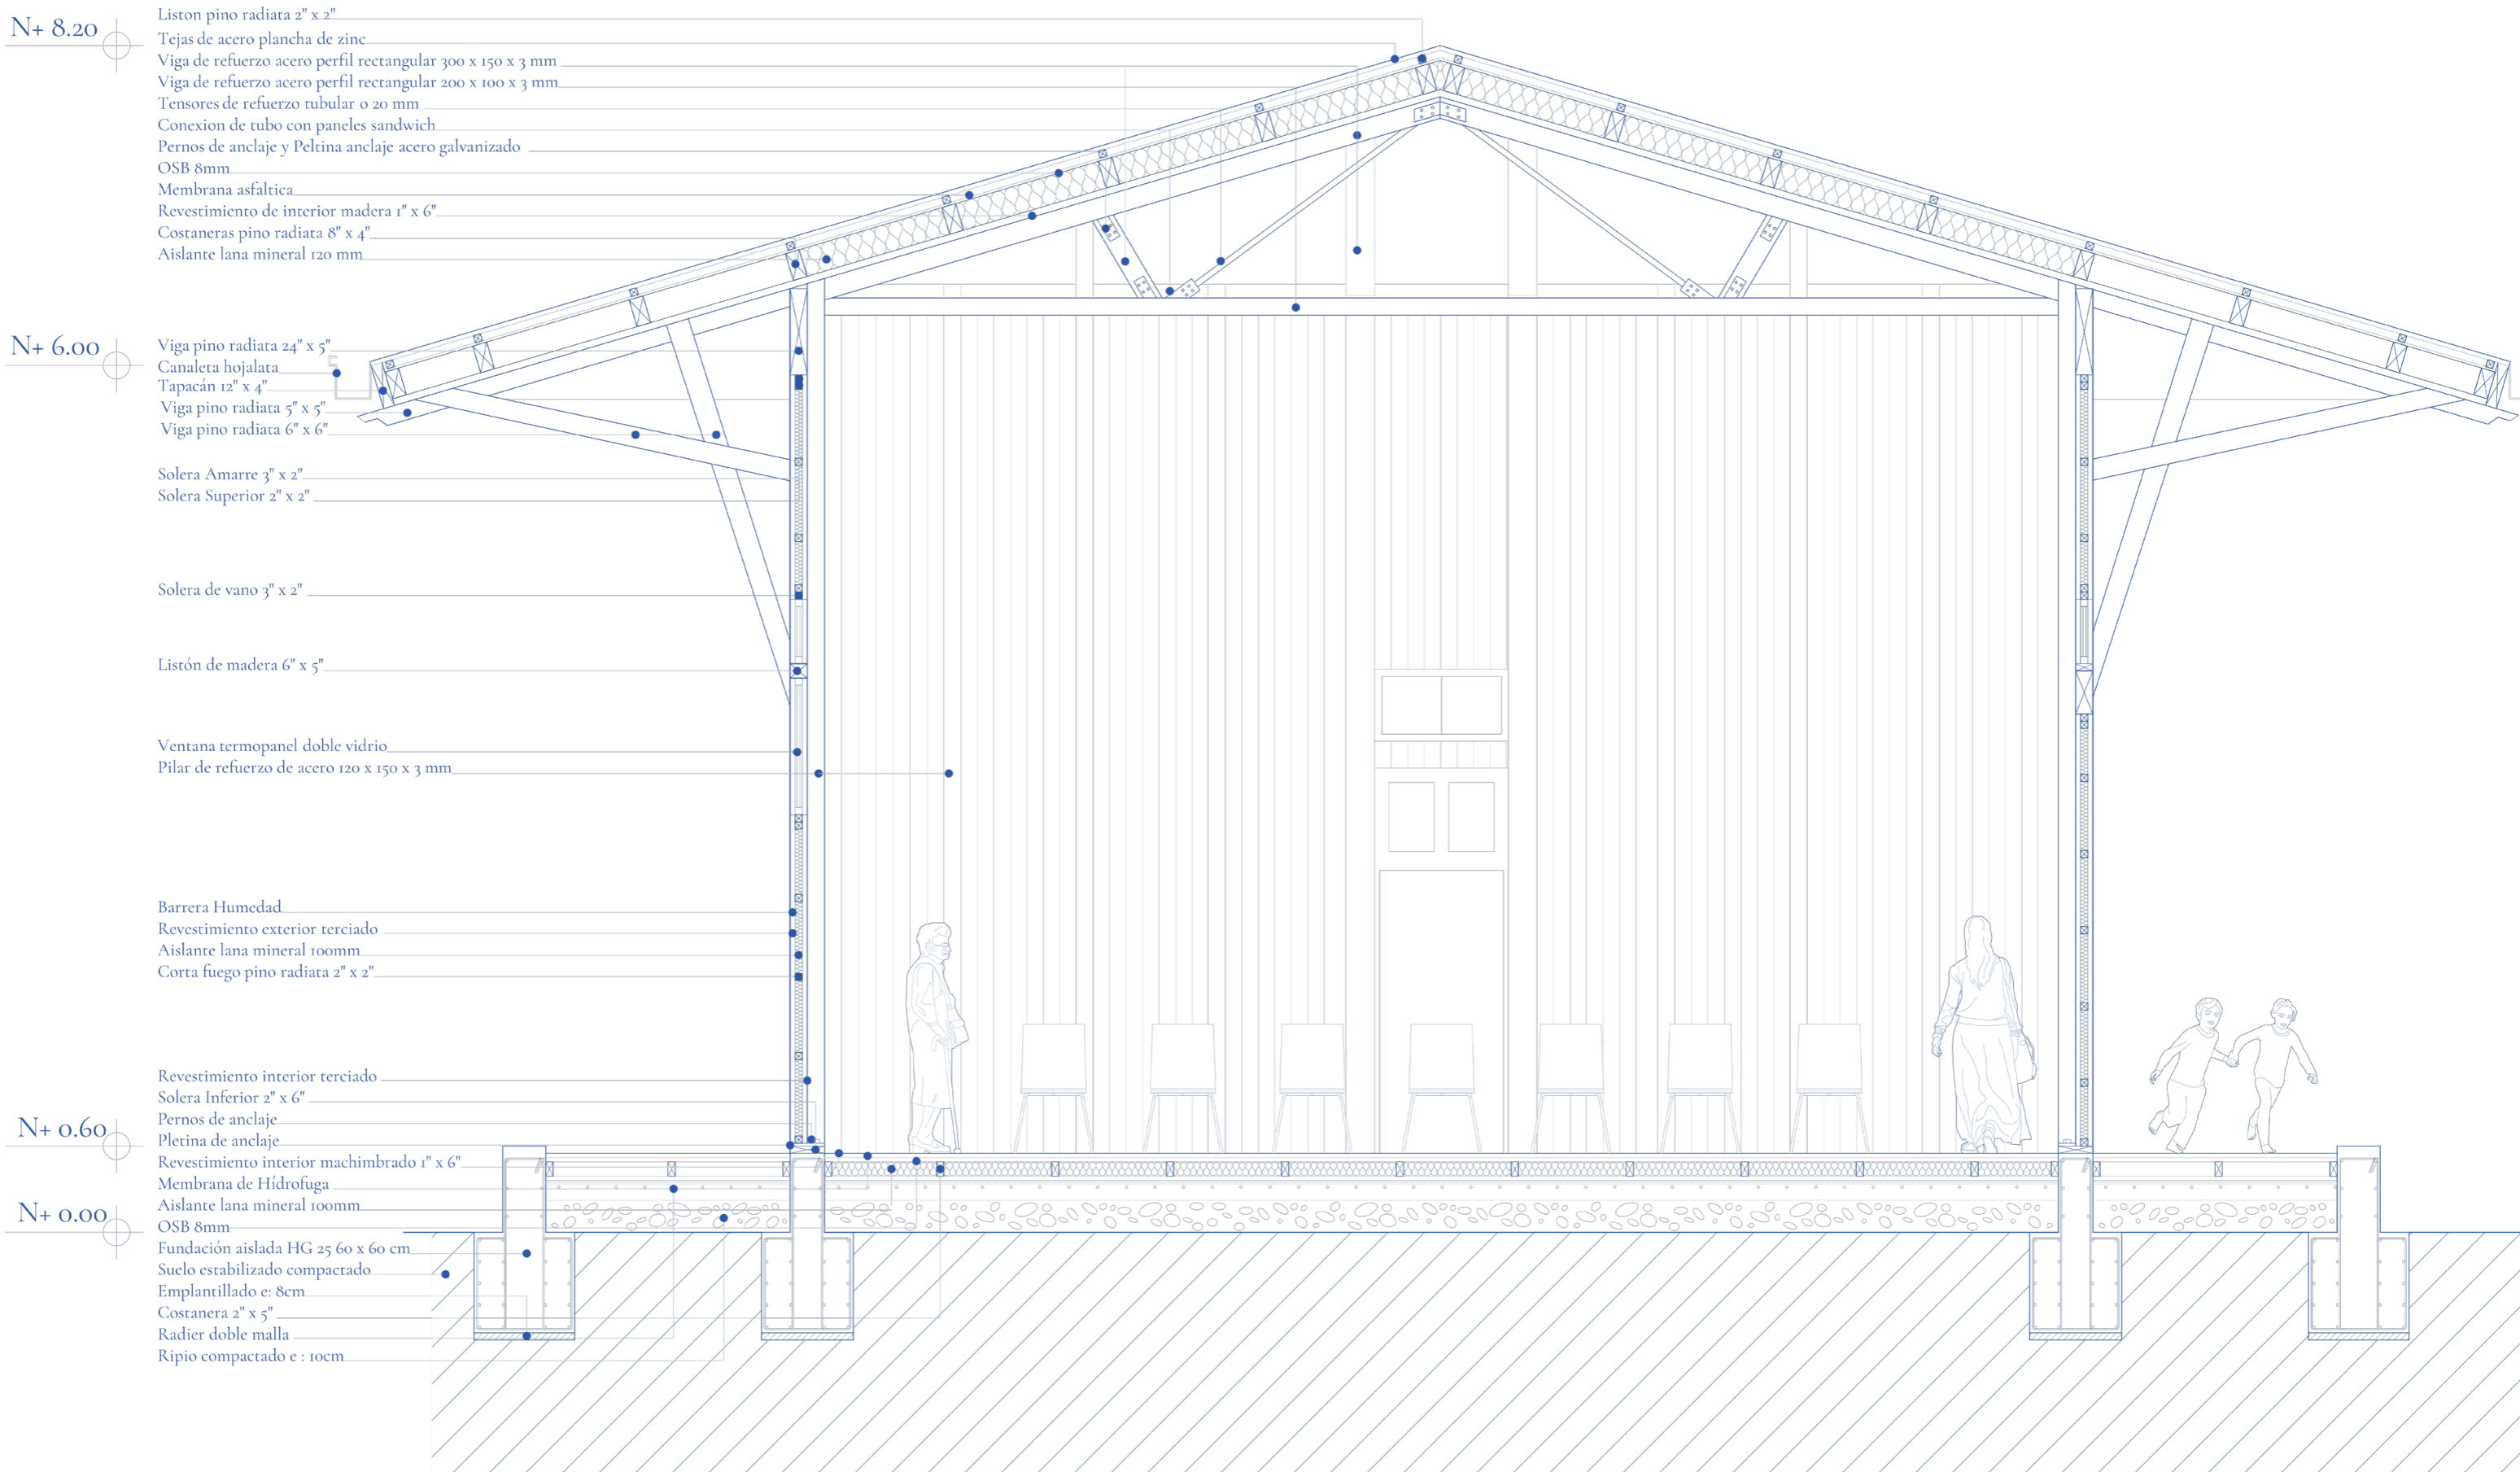 N+ 8.20
Liston pino radiata 2" x 2"
Tejas de acero plancha de zinc
Viga de refuerzo acero perfil rectangular 300 x 150 x 3 mm
Viga de refuerzo acero perfil rectangular 200 x 100 x 3 mm
Tensores de refuerzo tubular o 20 mm
Conexion de tubo con paneles sandwich
Pernos de anclaje y Peltina anclaje acero galvanizado
OSB 8mm
Membrana asfaltica
Revestimiento de interior madera 1" x 6"
Costaneras pino radiata 8" x 4"
Aislante lana mineral 120 mm
N+ 6.00
Viga pino radiata 24" x 5"
Canaleta hojalata
Tapacán 12" x 4"
Viga pino radiata 5" x 5"
Viga pino radiata 6" x 6"
Solera Amarre 3" x 2"
Solera Superior 2" x 2"
Solera de vano 3" x 2"
Listón de madera 6" x 5"
Ventana termopanel doble vidrio
Pilar de refuerzo de acero 120 x 150 x 3 mm
Barrera Humedad
Revestimiento exterior terciado
Aislante lana mineral 100mm
Corta fuego pino radiata 2" x 2"
Revestimiento interior terciado
Solera Inferior 2" x 6"
Pernos de anclaje
N+ 0.60
Pletina de anclaje
Revestimiento interior machimbrado 1" x 6"
Membrana de Hídrofuga
Aislante lana mineral 100mm
N+ 0.00
OSB 8mm
Fundación aislada HG 25 60 x 60 cm
Suelo estabilizado compactado
Emplantillado e: 8cm
Costanera 2" x 5"
Radier doble malla
Ripio compactado e : 10cm